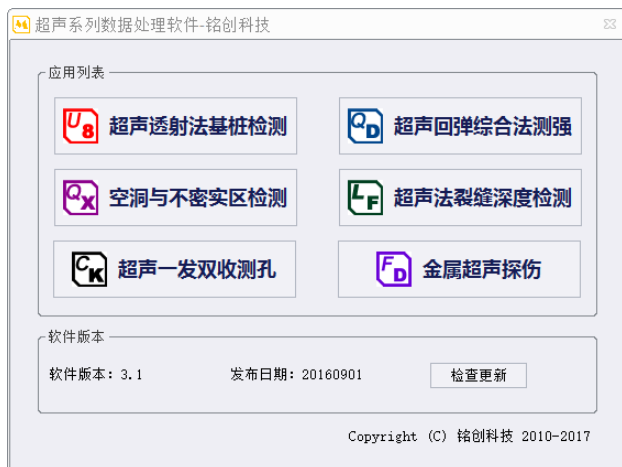 超声系列数据处理软件-铭创科技
应用列表
U8 超声透射法基桩检测
QD 超声回弹综合法测强
QX 空洞与不密实区检测
LF 超声法裂缝深度检测
CK 超声一发双收测孔
FD 金属超声探伤
软件版本
软件版本：3.1 发布日期：20160901 检查更新
Copyright (C) 铭创科技 2010-2017